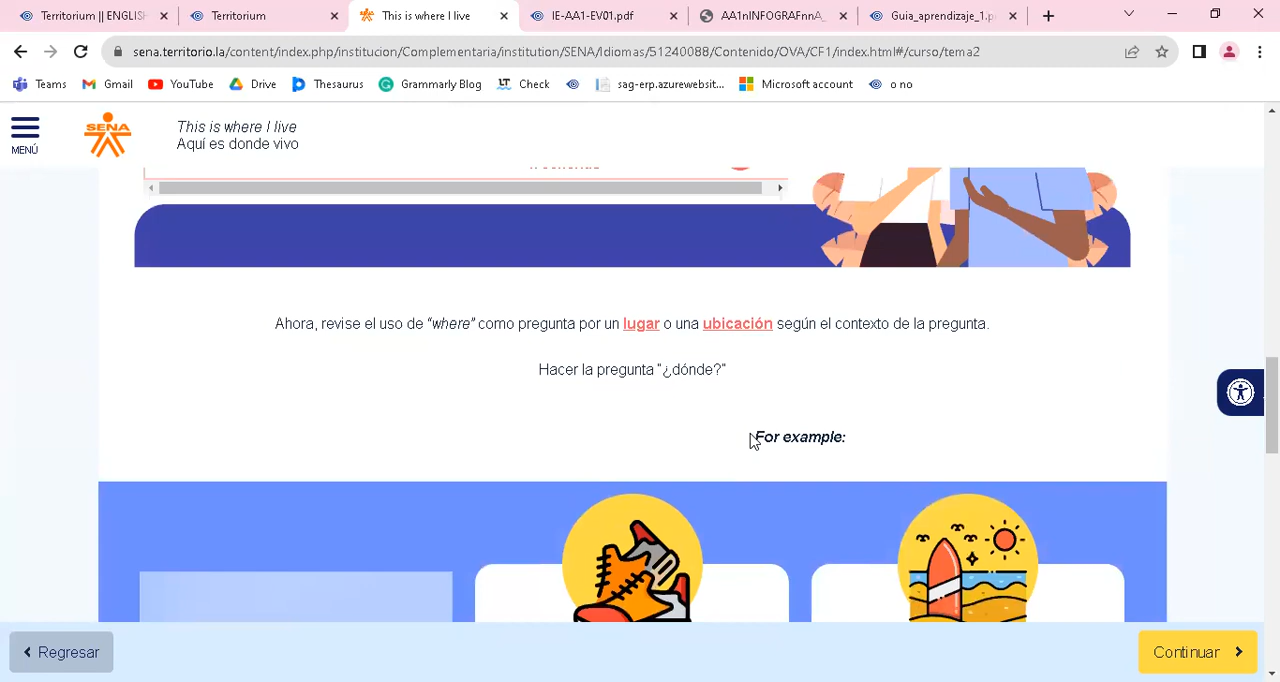 Territorium || ENGLISH
Territorium
This is where I live
IE-AA1-EV01.pdf
AA1nINFOGRAFnnA_
Guia_aprendizaje_1.p
sena.territorio.la/content/index.php/institucion/Complementaria/institution/SENA/Idiomas/51240088/Contenido/OVA/CF1/index.html#/curso/tema2
Teams
Gmail
YouTube
Drive
Thesaurus
Grammarly Blog
LT Check
sag-erp.azurewebsit...
Microsoft account
o no
MENÚ
SENA
This is where I live
Aquí es donde vivo
Ahora, revise el uso de “where” como pregunta por un lugar o una ubicación según el contexto de la pregunta.
Hacer la pregunta "¿dónde?"
For example:
Regresar
Continuar